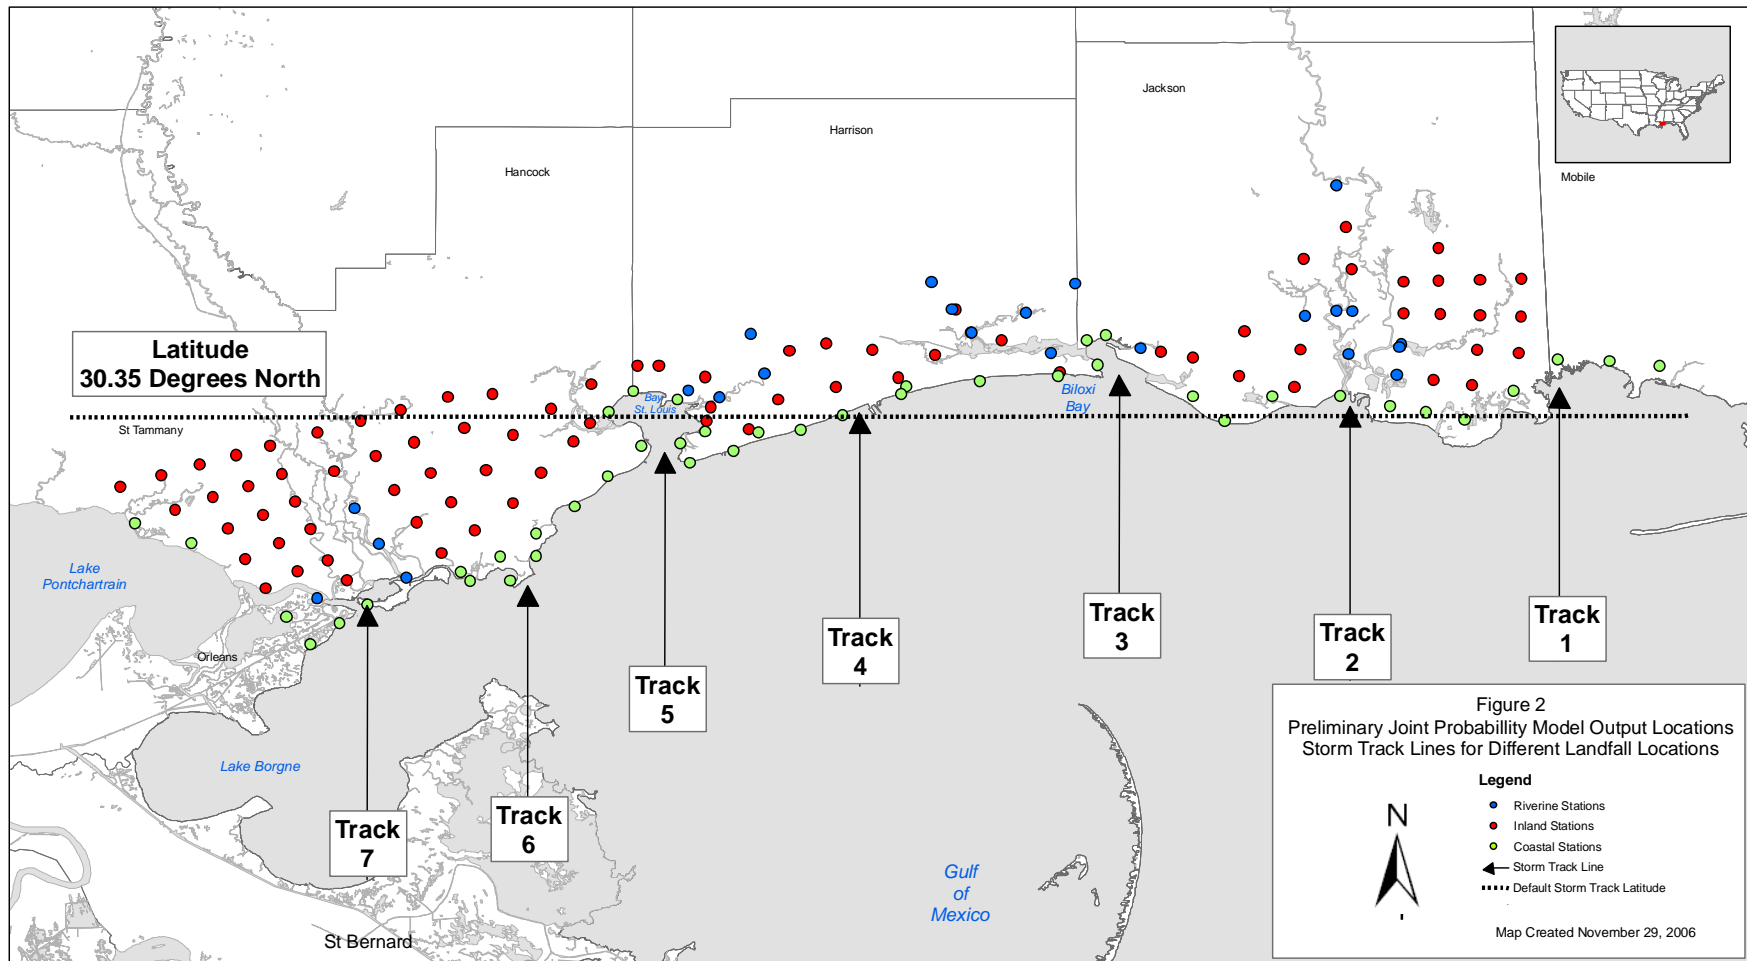 Jackson
Harrison
Hancock
Mobile
Latitude
30.35 Degrees North
Bay
St. Louis
Biloxi
Bay
St Tammany
Lake
Pontchartrain
Orleans
Lake Borgne
St Bernard
Gulf
of
Mexico
Track
1
Track
2
Track
3
Track
4
Track
5
Track
6
Track
7
Figure 2
Preliminary Joint Probabillity Model Output Locations
Storm Track Lines for Different Landfall Locations
Legend
Riverine Stations
Inland Stations
Coastal Stations
Storm Track Line
Default Storm Track Latitude
N
Map Created November 29, 2006